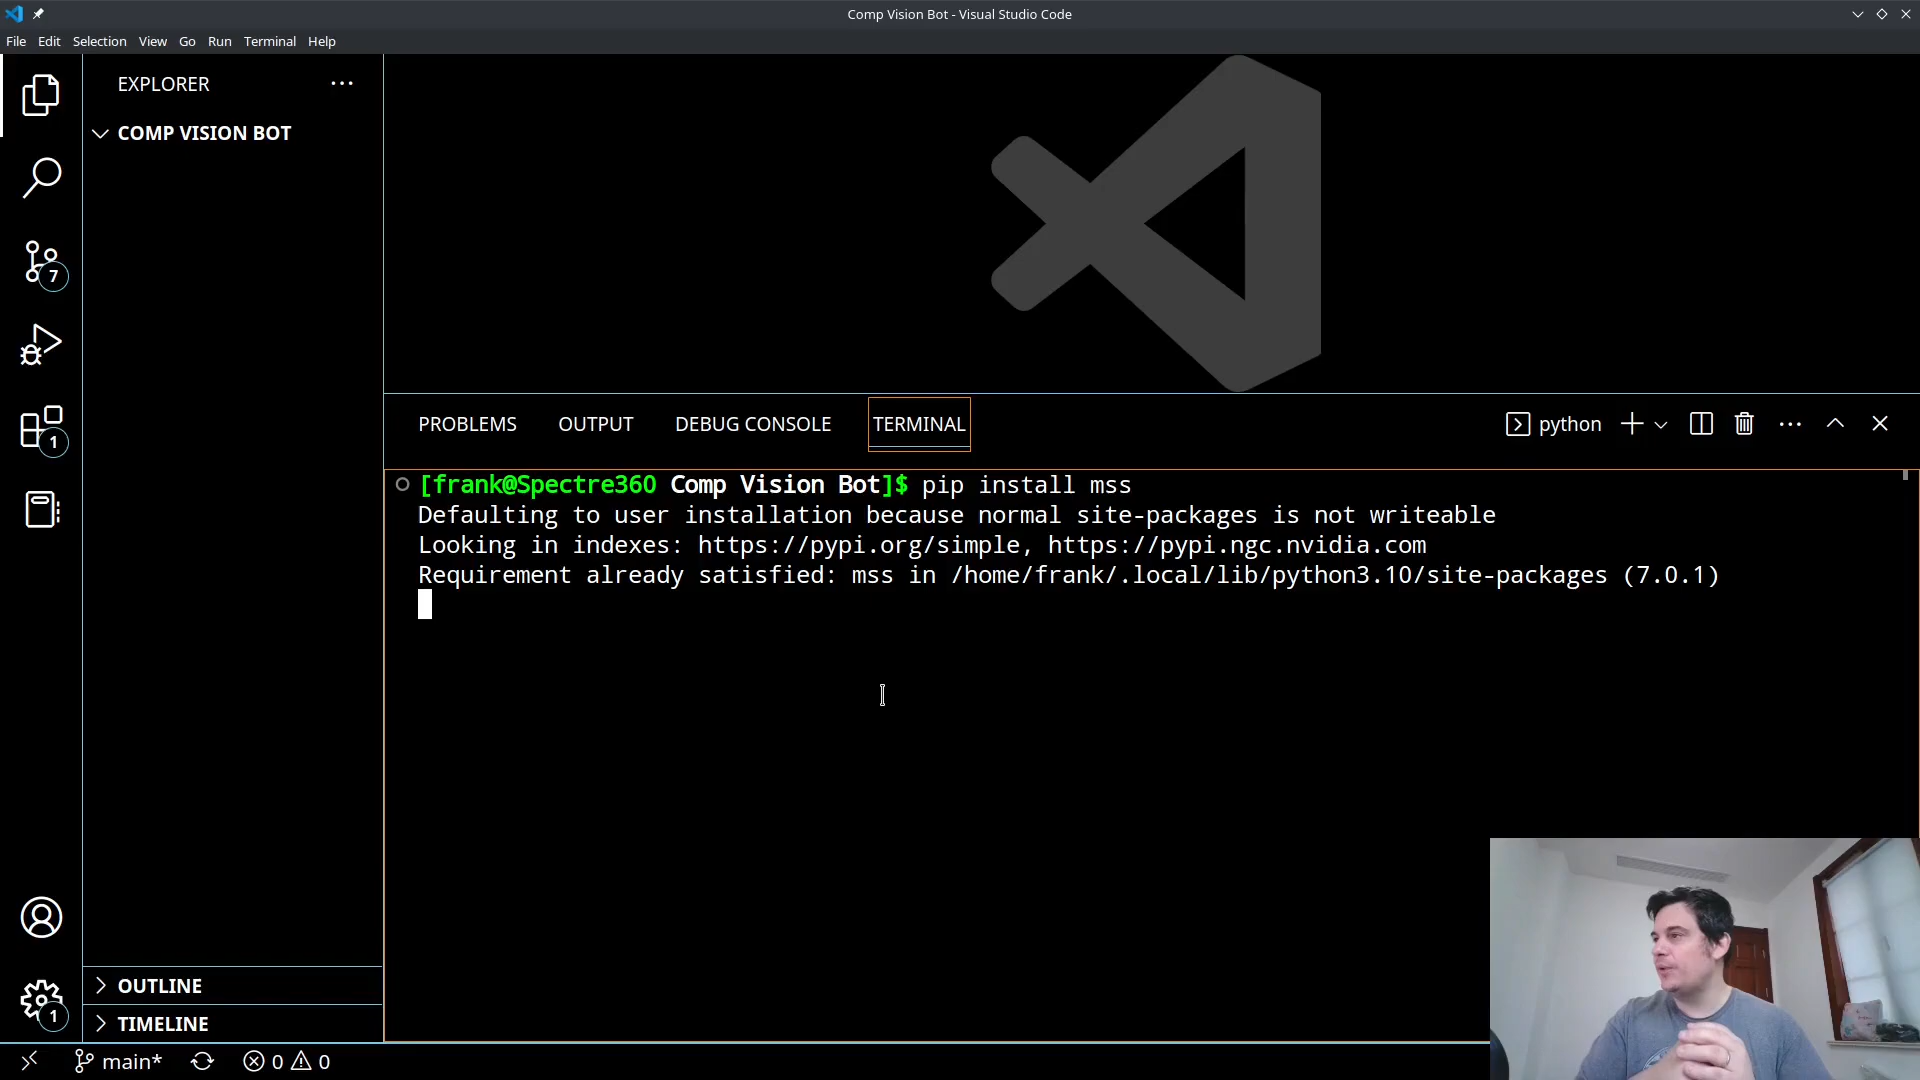 Comp Vision Bot - Visual Studio Code
File Edit Selection View Go Run Terminal Help
EXPLORER
COMP VISION BOT
7
1
PROBLEMS OUTPUT DEBUG CONSOLE TERMINAL
python
[frank@Spectre360 Comp Vision Bot]$ pip install mss
Defaulting to user installation because normal site-packages is not writeable
Looking in indexes: https://pypi.org/simple, https://pypi.ngc.nvidia.com
Requirement already satisfied: mss in /home/frank/.local/lib/python3.10/site-packages (7.0.1)
OUTLINE
1
TIMELINE
main* 0 0